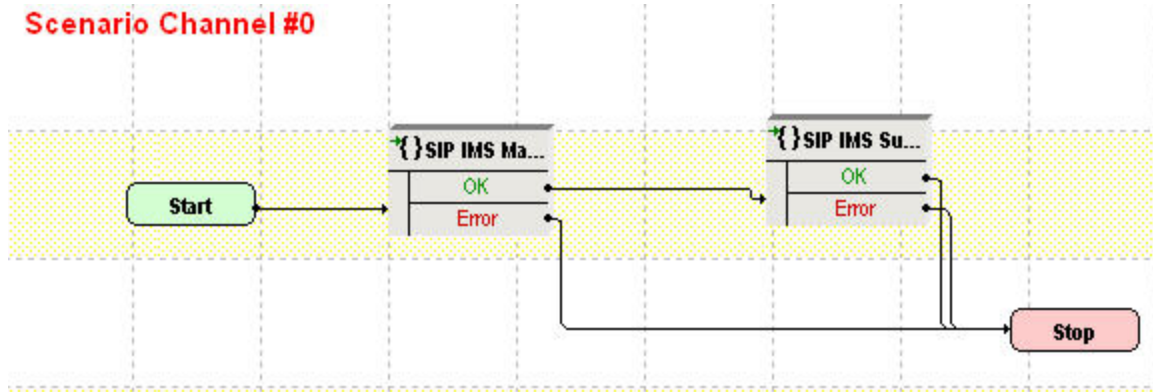 Scenario Channel #0
{}SIP IMS Ma...
OK
Error
{}SIP IMS Su...
OK
Error
Start
Stop